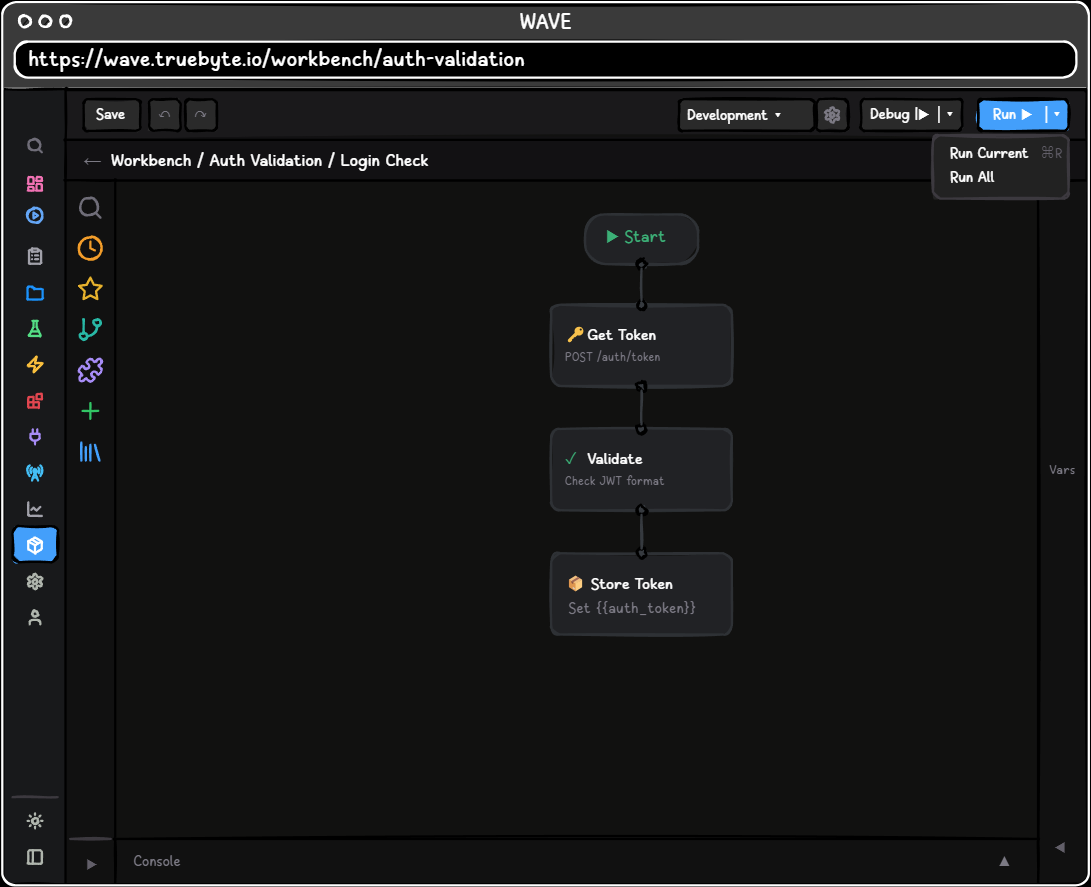 WAVE
https://wave.truebyte.io/workbench/auth-validation
Save
Development
Debug
Run
Run Current ⌘R
Run All
← Workbench / Auth Validation / Login Check
Start
Get Token
POST /auth/token
Validate
Check JWT format
Store Token
Set {{auth_token}}
Vars
Console